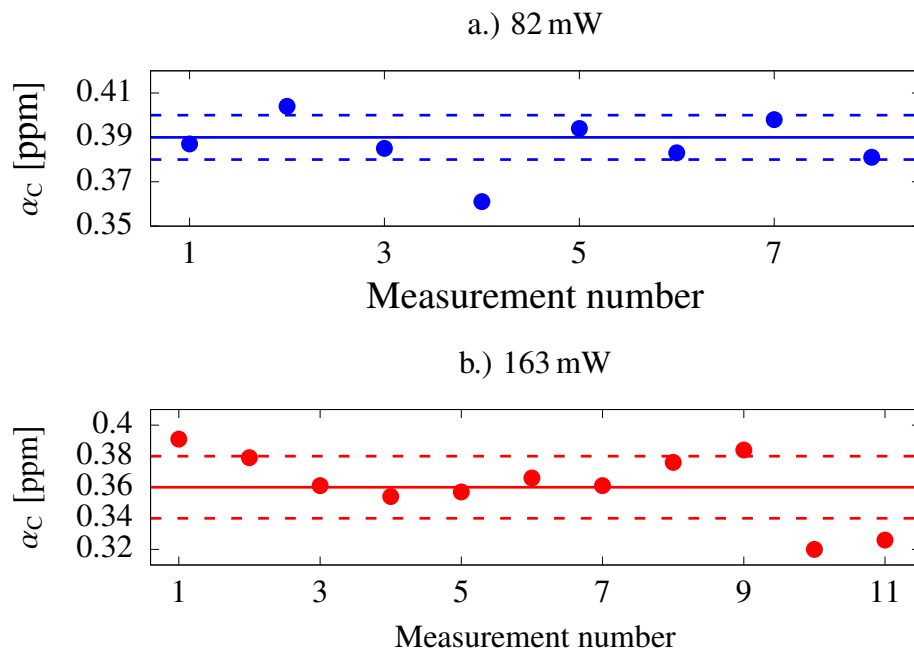 a.) 82 mW
α_C [ppm]
0.41
0.39
0.37
0.35
1 3 5 7
Measurement number
b.) 163 mW
α_C [ppm]
0.4
0.38
0.36
0.34
0.32
1 3 5 7 9 11
Measurement number